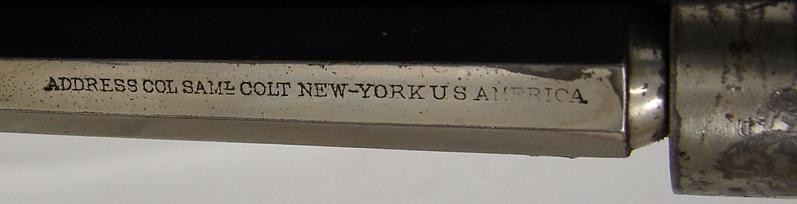 ADDRESS COL SAML COLT NEW-YORK U S AMERICA